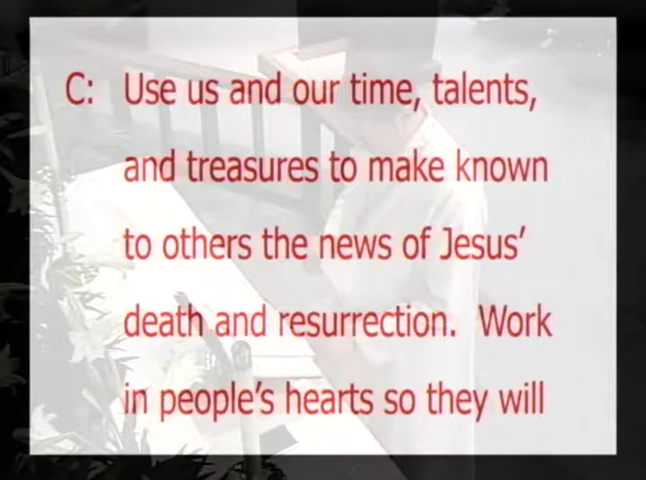 C: Use us and our time, talents,
and treasures to make known
to others the news of Jesus’
death and resurrection. Work
in people’s hearts so they will